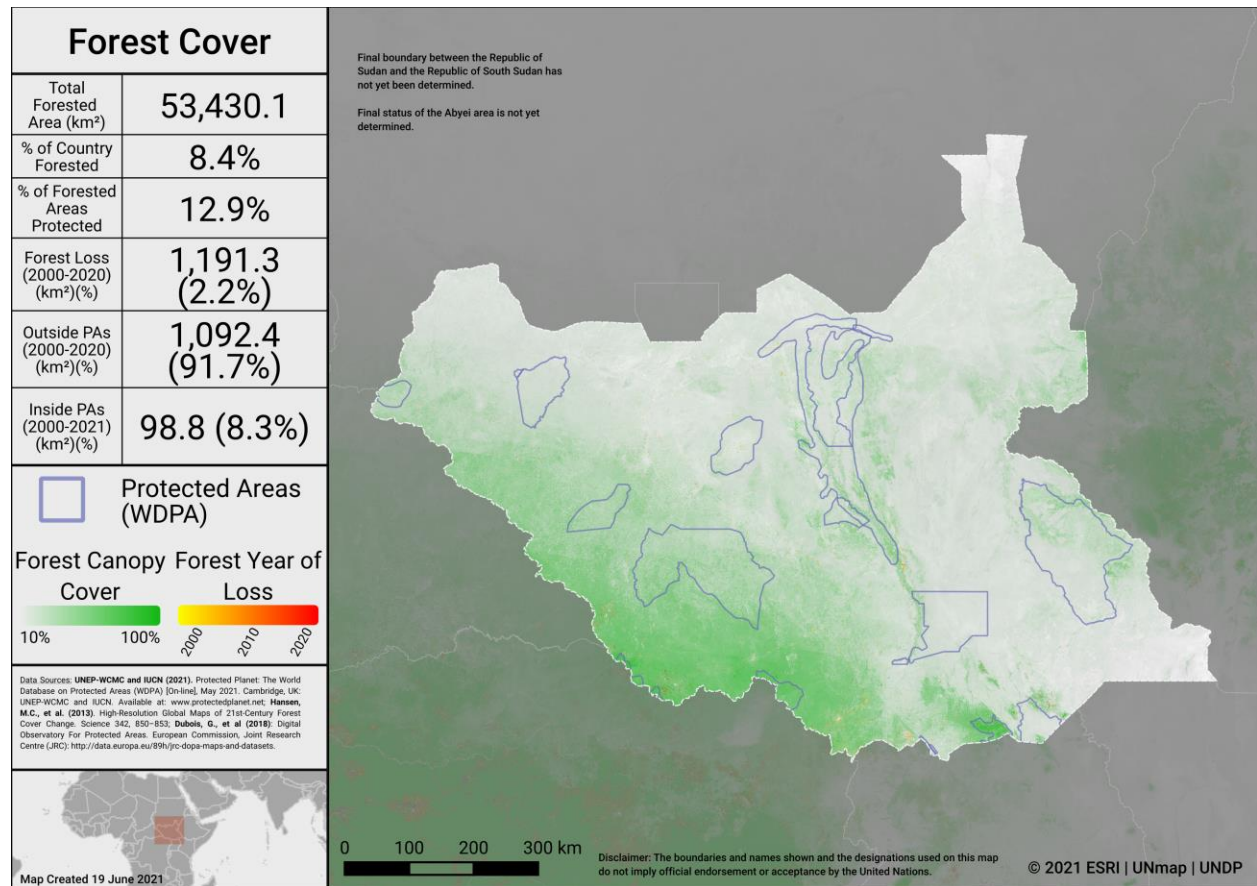 Forest Cover
Total
Forested
Area (km²)
53,430.1
% of Country
Forested
8.4%
% of Forested
Areas
Protected
12.9%
Forest Loss
(2000-2020)
(km²)(%)
1,191.3
(2.2%)
Outside PAs
(2000-2020)
(km²)(%)
1,092.4
(91.7%)
Inside PAs
(2000-2021)
(km²)(%)
98.8 (8.3%)
Protected Areas
(WDPA)
Forest Canopy
Cover
10%
100%
Forest Year of
Loss
2000
2010
2020
Data Sources: UNEP-WCMC and IUCN (2021). Protected Planet: The World
Database on Protected Areas (WDPA) [On-line], May 2021. Cambridge, UK:
UNEP-WCMC and IUCN. Available at: www.protectedplanet.net; Hansen,
M.C., et al. (2013). High-Resolution Global Maps of 21st-Century Forest
Cover Change. Science 342, 850–853; Dubois, G., et al (2018): Digital
Observatory For Protected Areas. European Commission, Joint Research
Centre (JRC): http://data.europa.eu/89h/jrc-dopa-maps-and-datasets.
Map Created 19 June 2021
Final boundary between the Republic of
Sudan and the Republic of South Sudan has
not yet been determined.
Final status of the Abyei area is not yet
determined.
0 100 200 300 km
Disclaimer: The boundaries and names shown and the designations used on this map
do not imply official endorsement or acceptance by the United Nations.
© 2021 ESRI | UNmap | UNDP